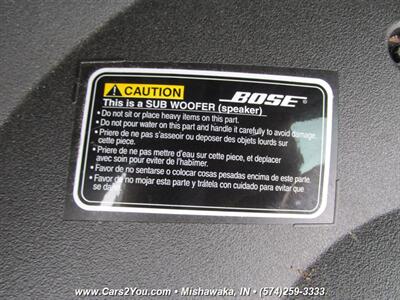 CAUTION BOSE®
This is a SUB WOOFER (speaker)
• Do not sit or place heavy items on this part.
• Do not pour water on this part and handle it carefully to avoid damage.
• Priere de ne pas s'asseoir ou deposer des objets lourds sur
cette piece.
• Priere de ne pas mettre d'eau sur cette piece, et deplacer
avec soin pour eviter de l'habimer.
• Favor de no sentarse o colocar cosas pesadas encima de esta parte.
• Favor de no mojar esta parte y trátela con cuidado para evitar que
se dañe.
www.Cars2You.com ~ Mishawaka, IN ~ (574)259-3333